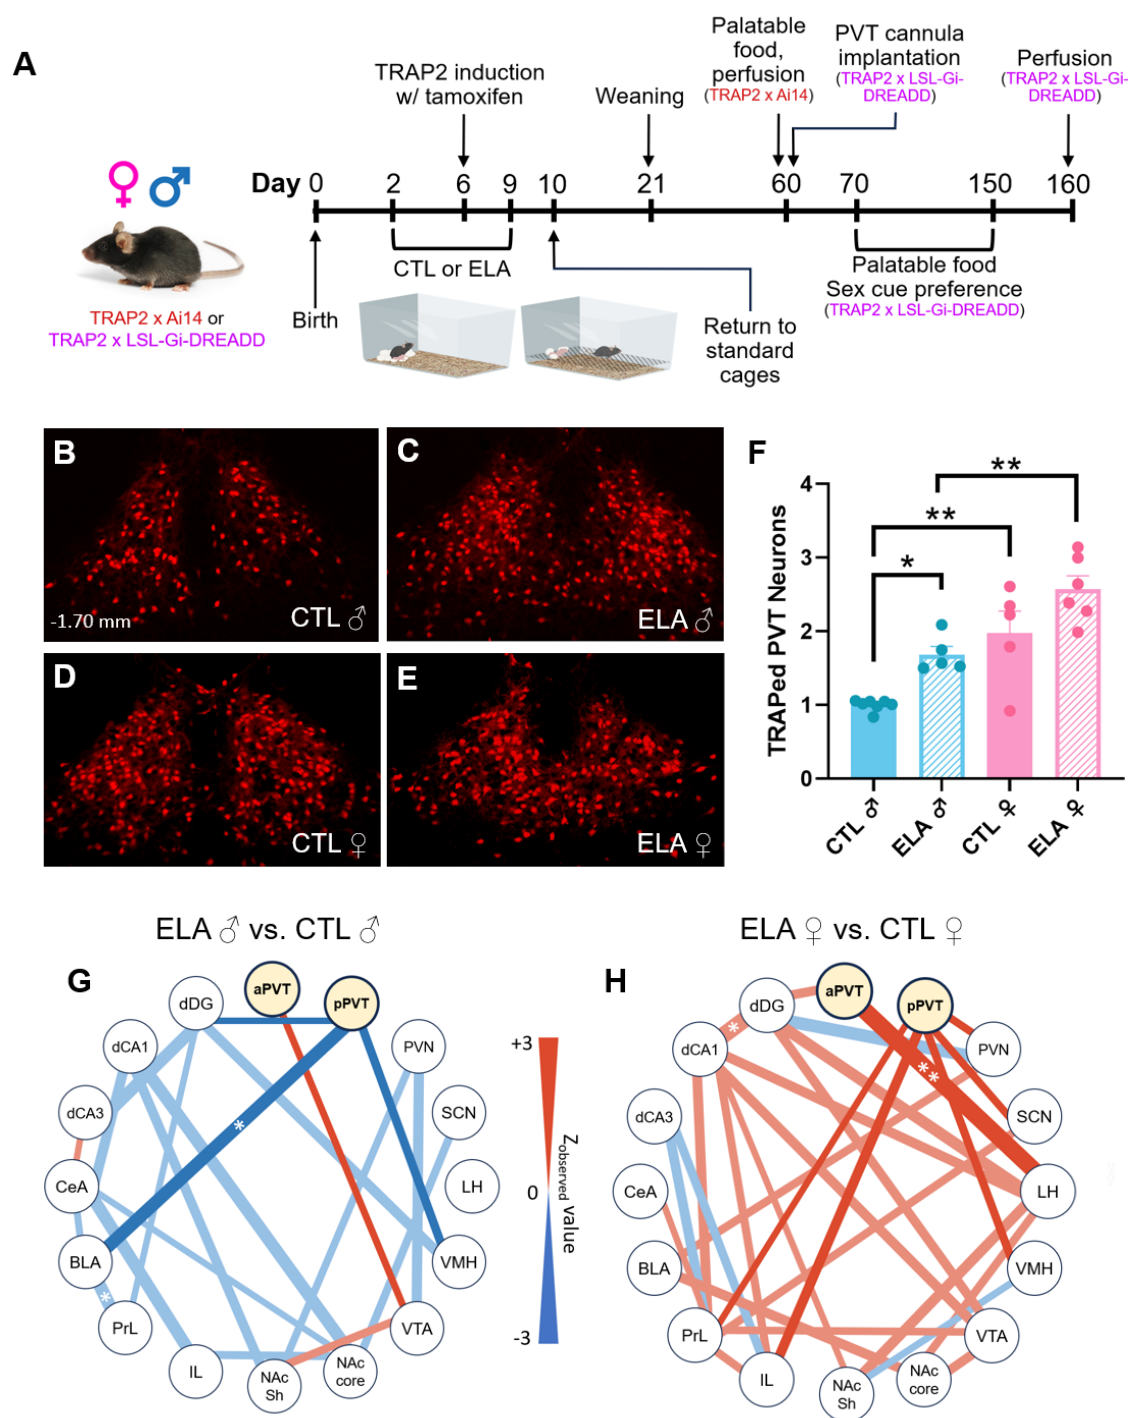 A
TRAP2 induction
w/ tamoxifen
Weaning
Palatable
food,
perfusion
(TRAP2 x Ai14)
PVT cannula
implantation
(TRAP2 x LSL-Gi-
DREADD)
Perfusion
(TRAP2 x LSL-Gi-
DREADD)
♀ ♂
Day 0 2 6 9 10 21 60 70 150 160
TRAP2 x Ai14 or
TRAP2 x LSL-Gi-DREADD
Birth
CTL or ELA
Return to
standard
cages
Palatable food
Sex cue preference
(TRAP2 x LSL-Gi-DREADD)
B
-1.70 mm
CTL ♂
C
ELA ♂
D
CTL ♀
E
ELA ♀
F
TRAPed PVT Neurons
4
3
2
1
0
*
**
**
CTL ♂
ELA ♂
CTL ♀
ELA ♀
ELA ♂ vs. CTL ♂
G
aPVT
pPVT
PVN
SCN
LH
VMH
VTA
NAc
core
NAc
Sh
IL
PrL
BLA
CeA
dCA3
dCA1
dDG
*
*
+3
0
-3
Zobserved value
ELA ♀ vs. CTL ♀
H
aPVT
pPVT
PVN
SCN
LH
VMH
VTA
NAc
core
NAc
Sh
IL
PrL
BLA
CeA
dCA3
dCA1
dDG
*
**